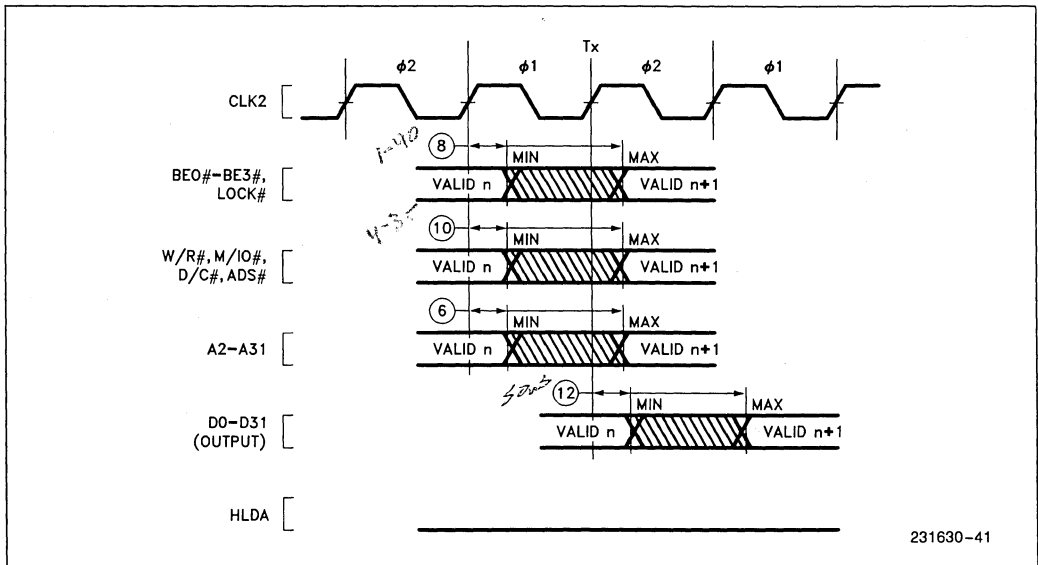 Tx
φ2 φ1 φ2 φ1
CLK2
8
MIN MAX
BE0#–BE3#,
LOCK#
VALID n VALID n+1
10
MIN MAX
W/R#, M/IO#,
D/C#, ADS#
VALID n VALID n+1
6
MIN MAX
A2–A31
VALID n VALID n+1
12
MIN MAX
D0–D31
(OUTPUT)
VALID n VALID n+1
HLDA
231630–41